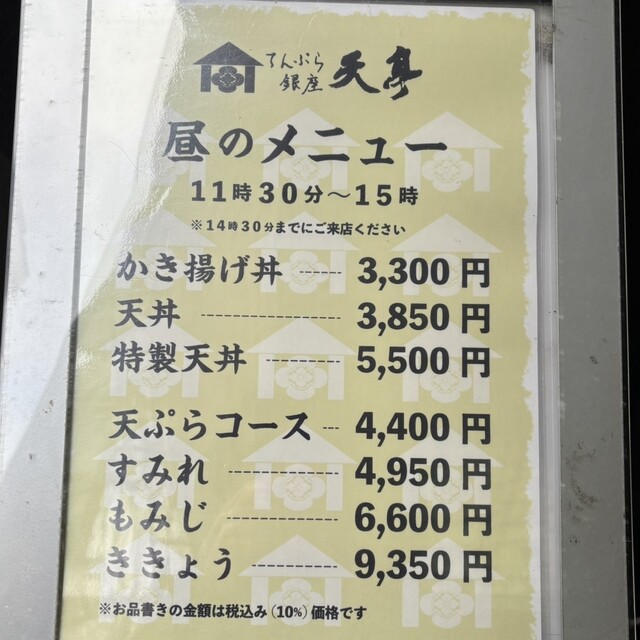 てんぷら
銀座 天亭
昼のメニュー
11時30分～15時
※14時30分までにご来店ください
かき揚げ丼 ------ 3,300円
天丼 ---------------- 3,850円
特製天丼 ---------- 5,500円
天ぷらコース -- 4,400円
すみれ ------------- 4,950円
もみじ ------------- 6,600円
ききょう ---------- 9,350円
※お品書きの金額は税込み(10%)価格です